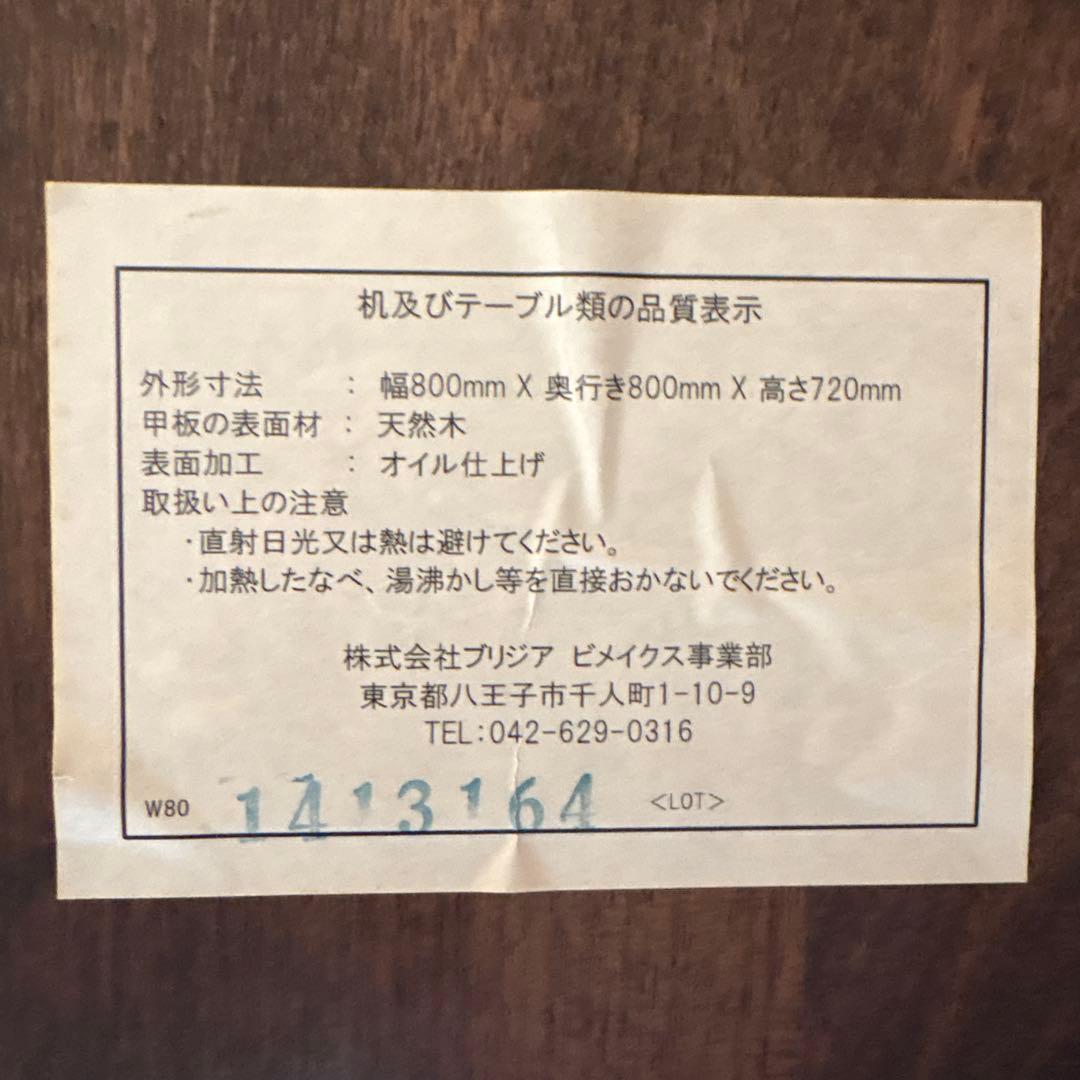 机及びテーブル類の品質表示
外形寸法 : 幅800mm X 奥行き800mm X 高さ720mm
甲板の表面材 : 天然木
表面加工 : オイル仕上げ
取扱い上の注意
・直射日光又は熱は避けてください。
・加熱したなべ、湯沸かし等を直接おかないでください。
株式会社ブリジア ビメイクス事業部
東京都八王子市千人町1-10-9
TEL:042-629-0316
W80 1413164 <LOT>